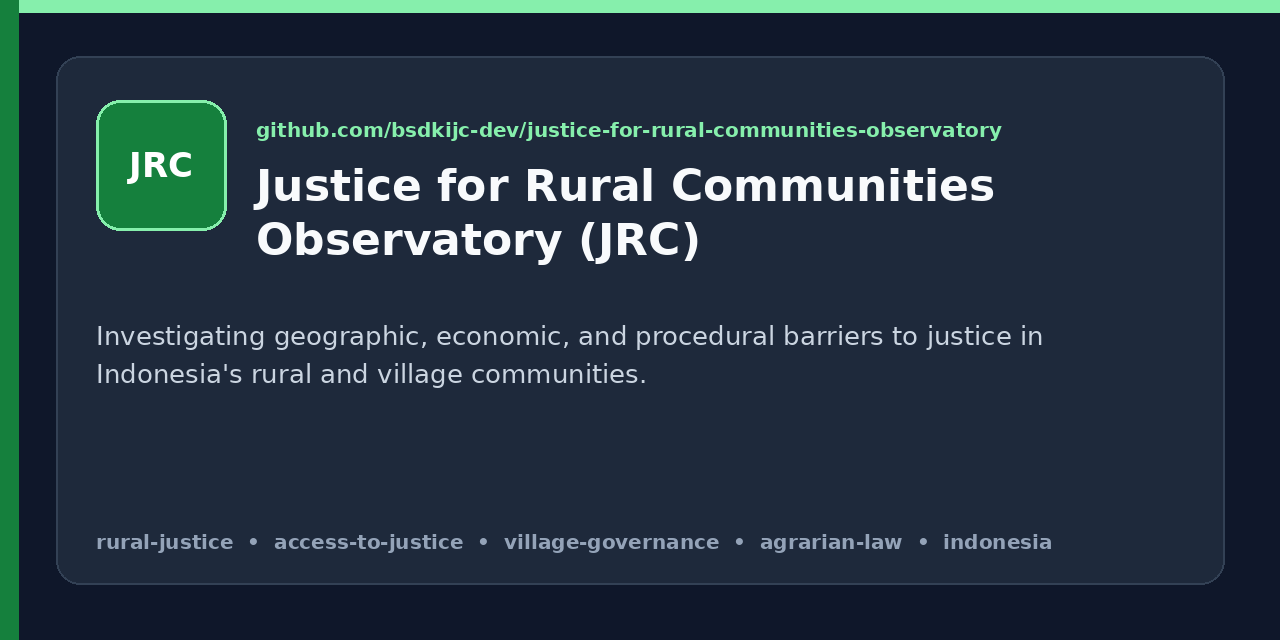 JRC
github.com/bsdkijc-dev/justice-for-rural-communities-observatory
Justice for Rural Communities
Observatory (JRC)
Investigating geographic, economic, and procedural barriers to justice in
Indonesia's rural and village communities.
rural-justice • access-to-justice • village-governance • agrarian-law • indonesia